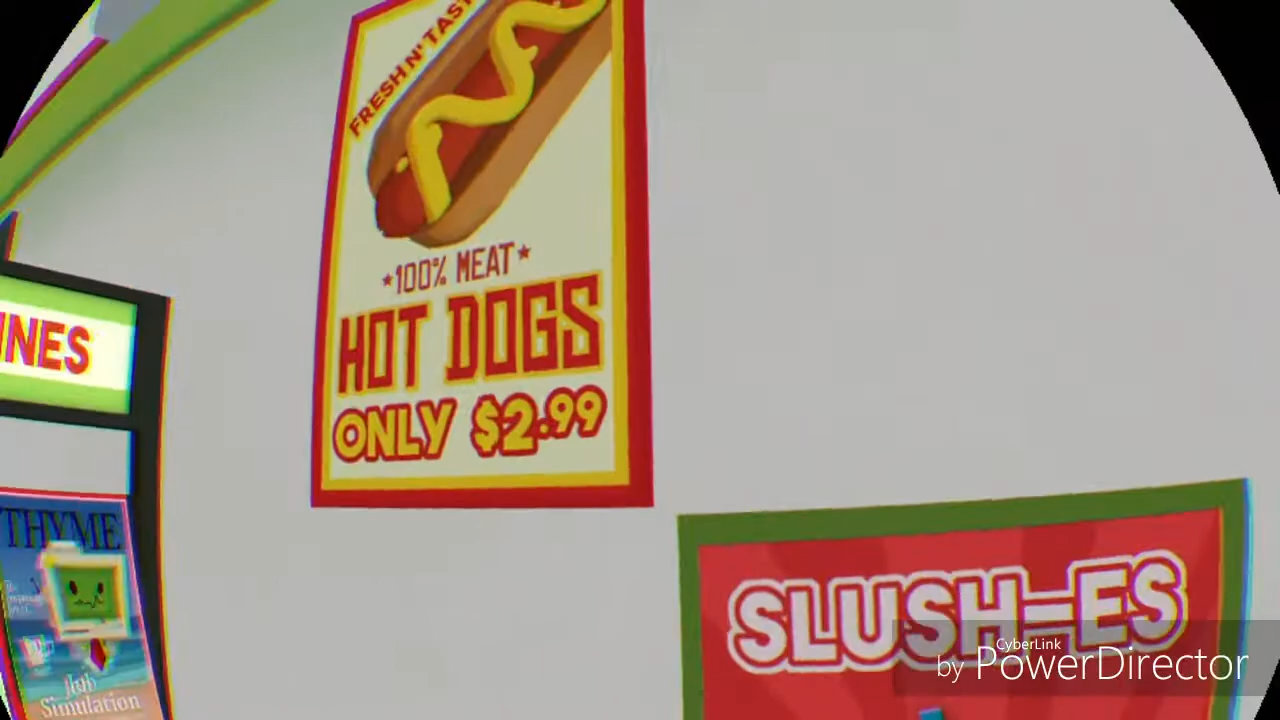 FRESH N' TAST
*100% MEAT*
HOT DOGS
ONLY $2.99
INES
THYME
Job
Simulation
SLUSH-ES
CyberLink
by PowerDirector